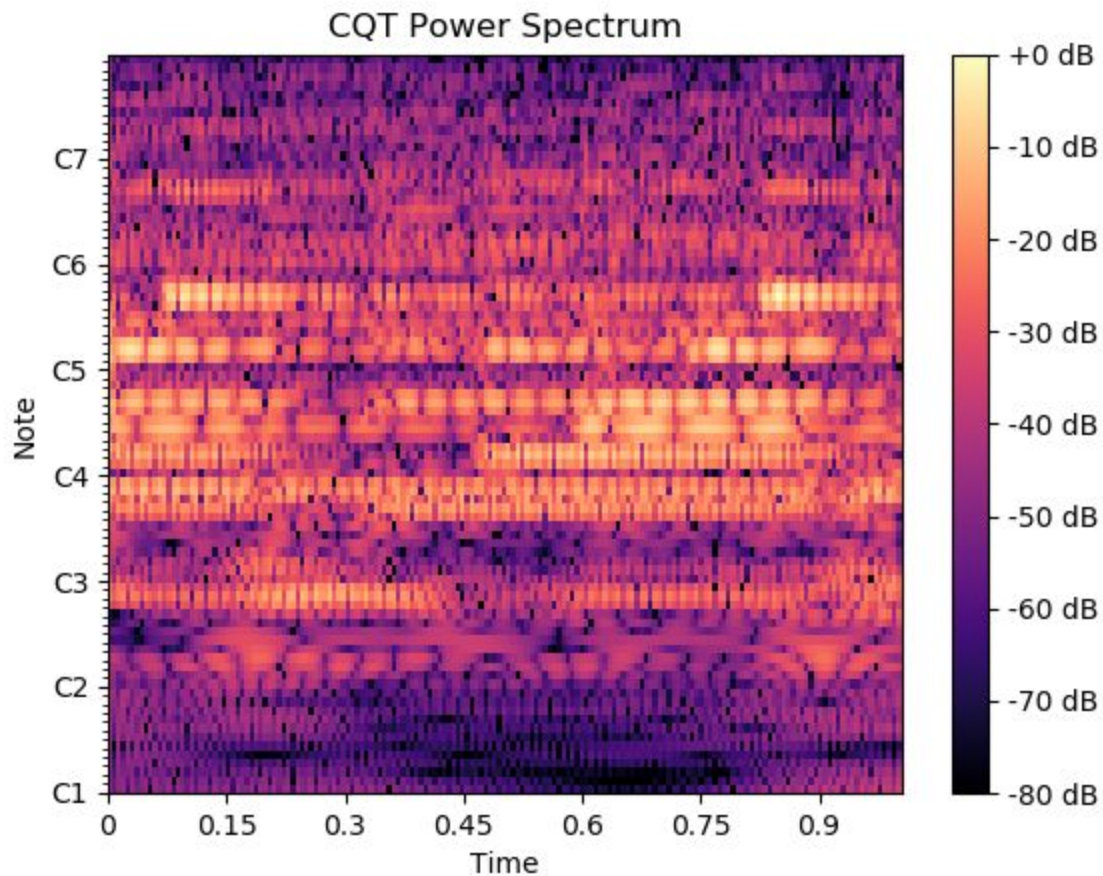 CQT Power Spectrum
+0 dB
-10 dB
-20 dB
-30 dB
-40 dB
-50 dB
-60 dB
-70 dB
-80 dB
Note
C7
C6
C5
C4
C3
C2
C1
0
0.15
0.3
0.45
0.6
0.75
0.9
Time